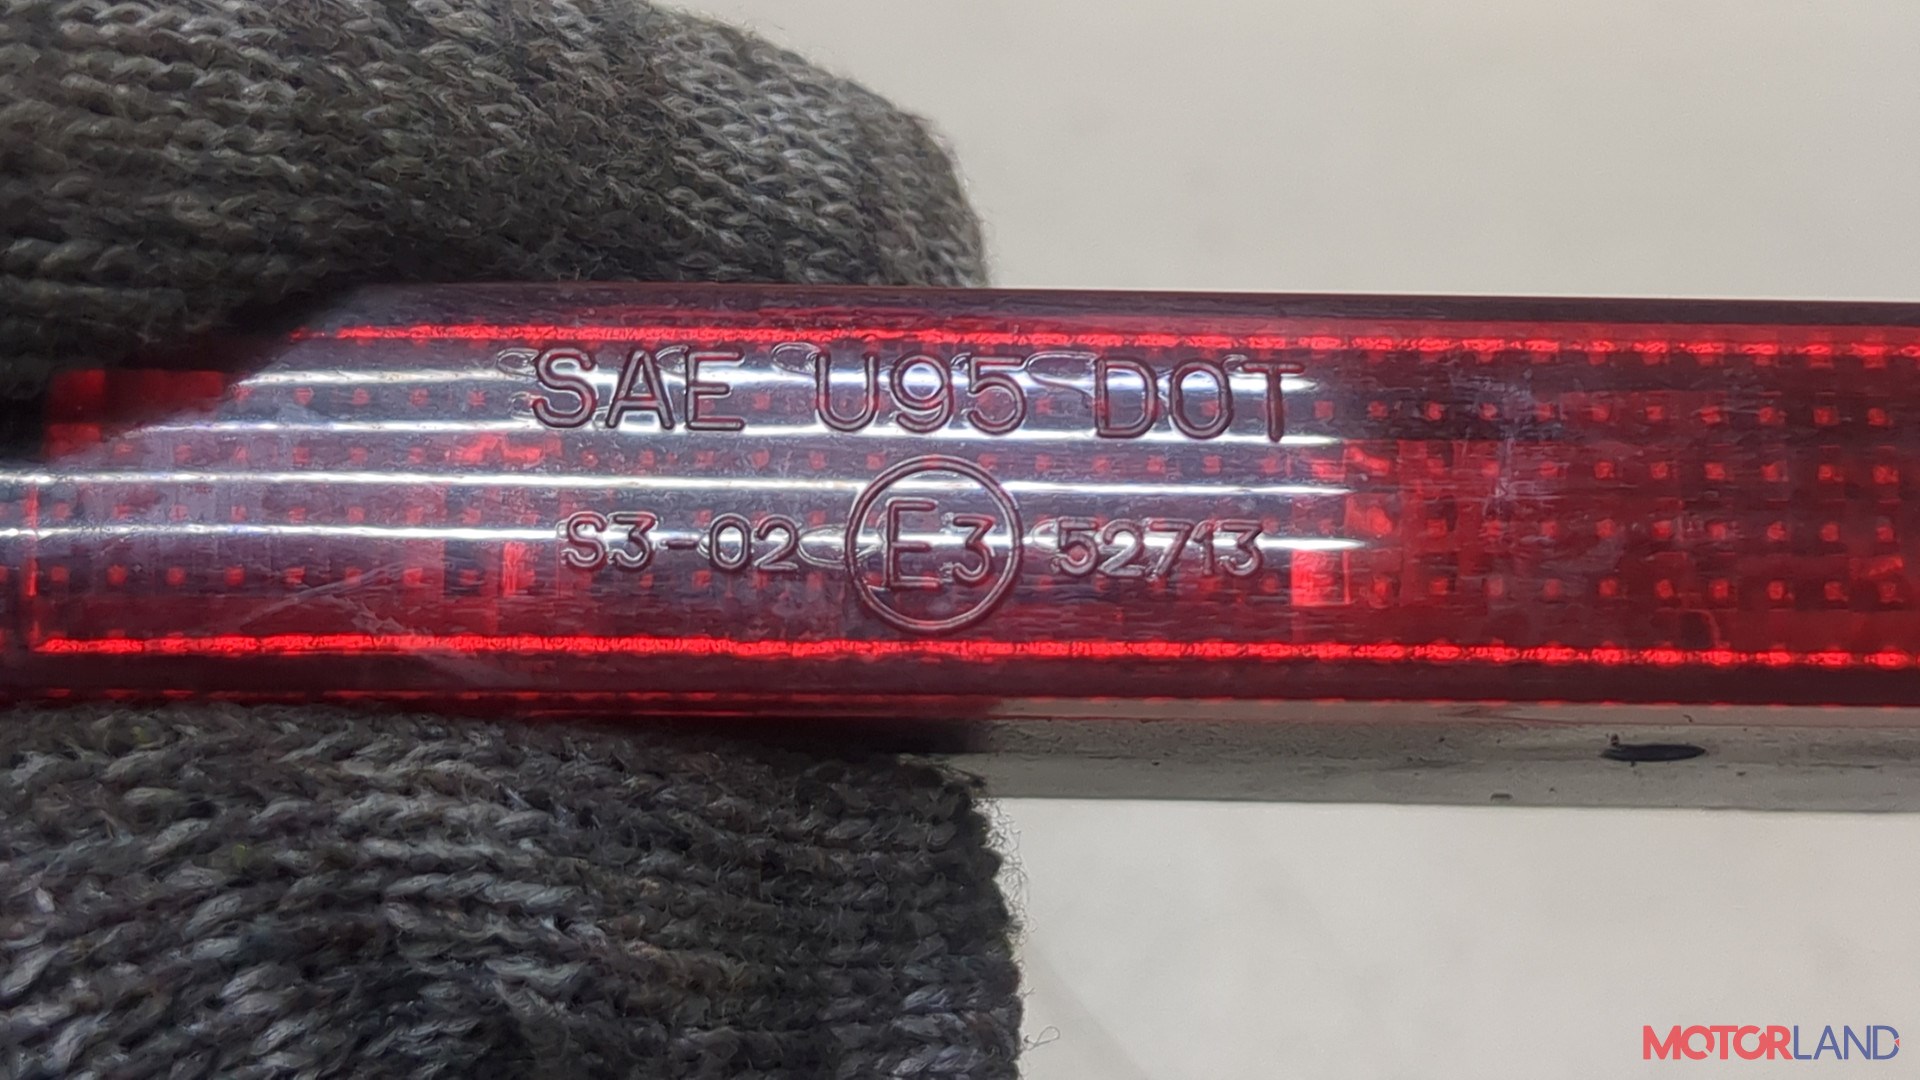 SAE U95 DOT
S3-02 E3 52713
MOTORLAND